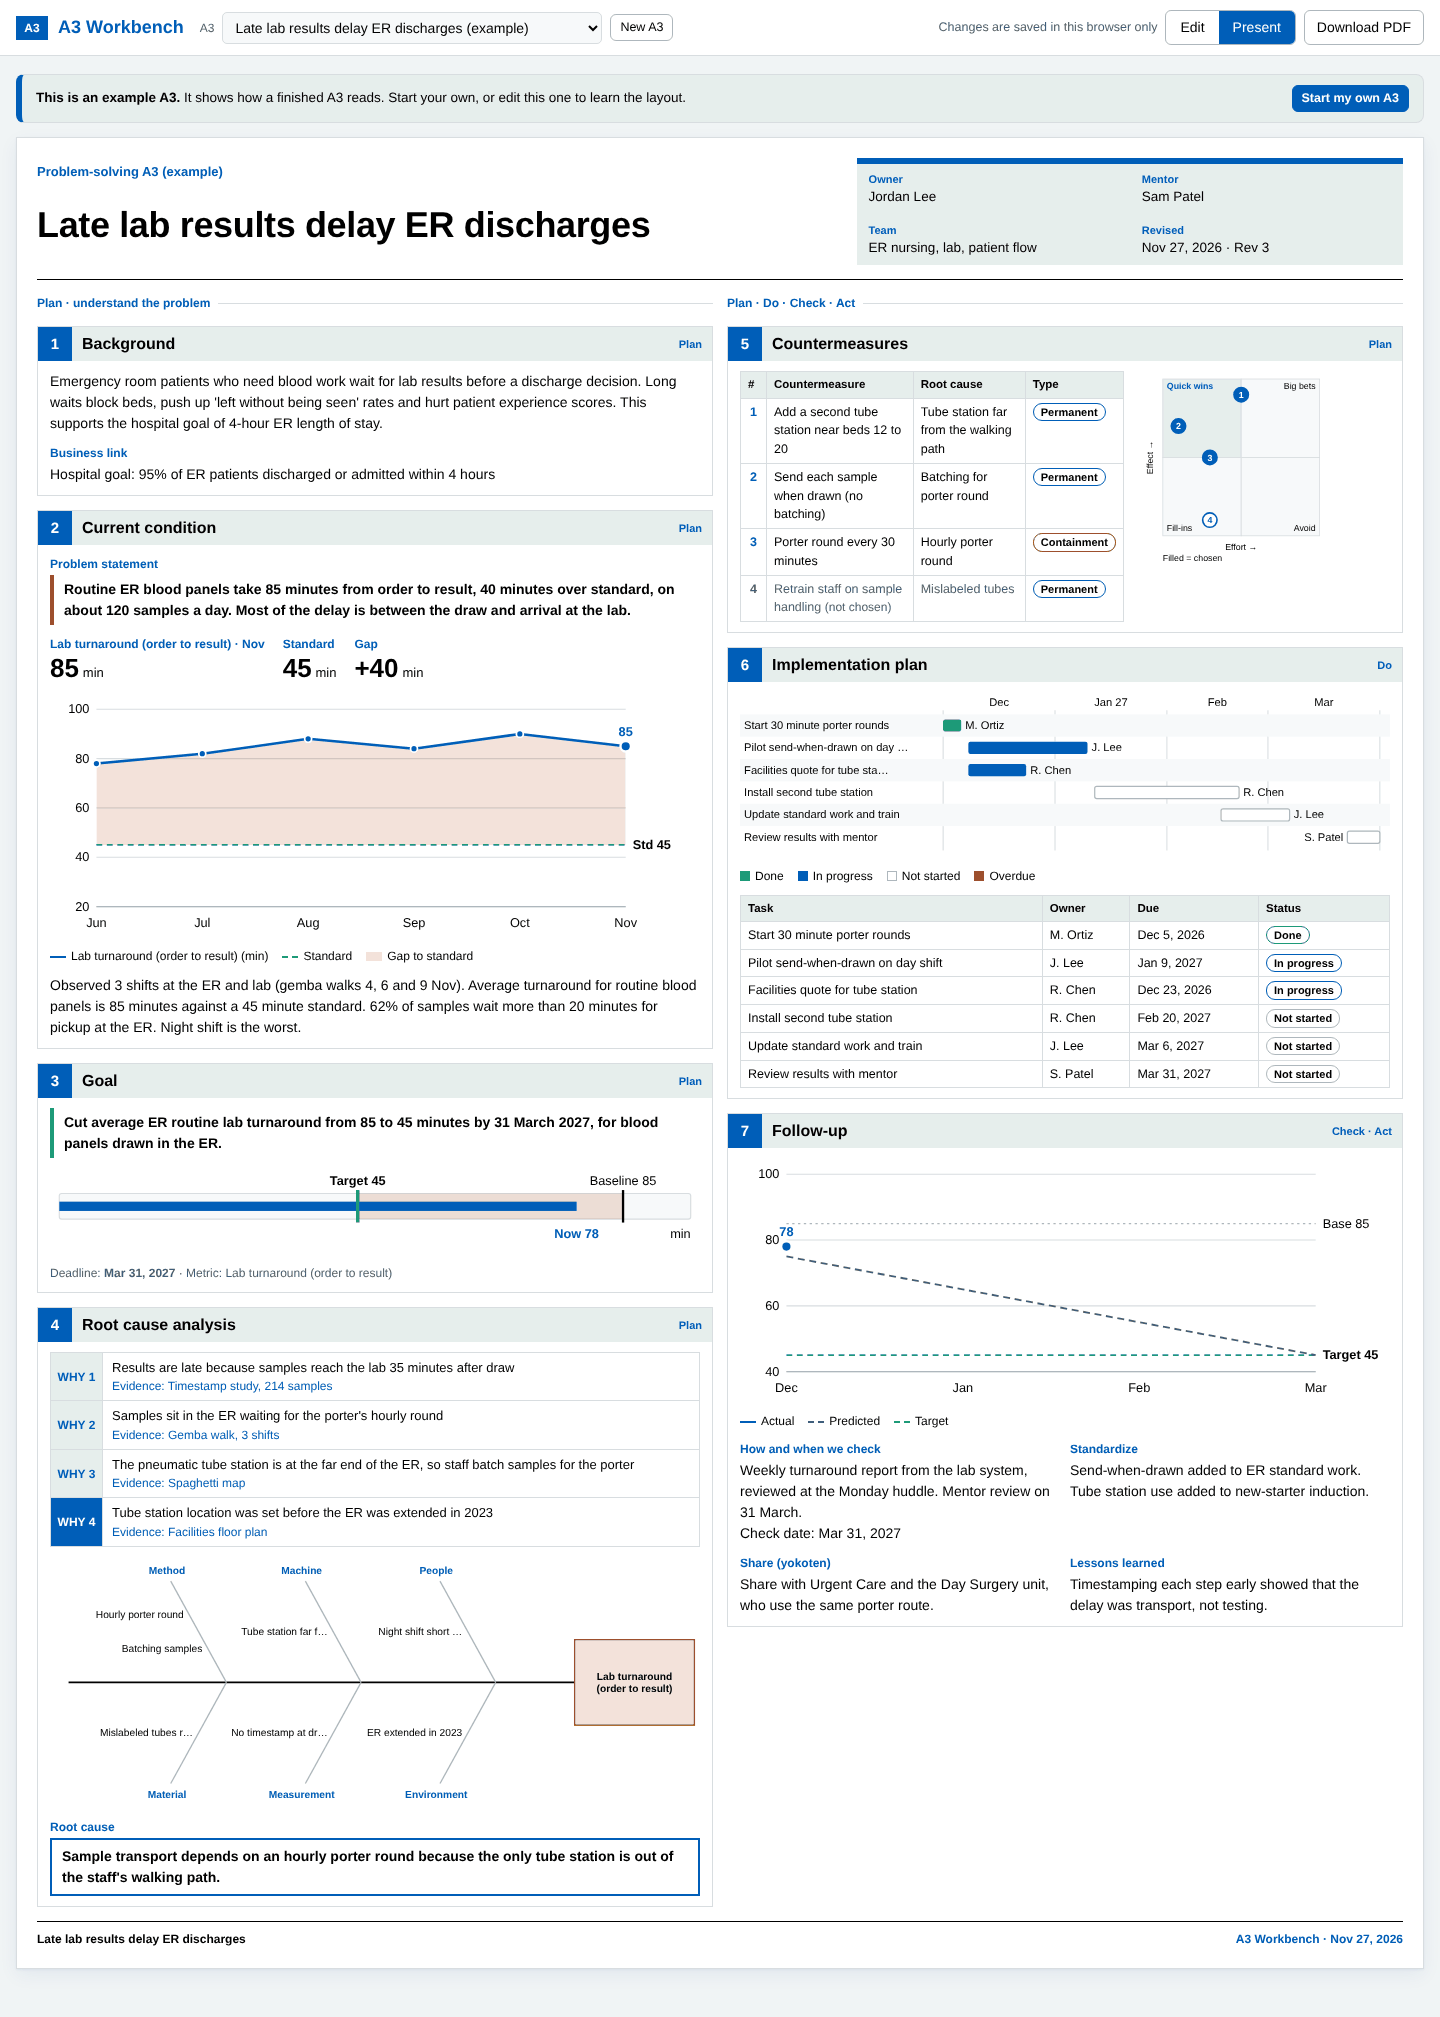 A3 A3 Workbench A3 Late lab results delay ER discharges (example) New A3 Changes are saved in this browser only Edit Present Download PDF
This is an example A3. It shows how a finished A3 reads. Start your own, or edit this one to learn the layout. Start my own A3
Problem-solving A3 (example)
Late lab results delay ER discharges
Owner Mentor
Jordan Lee Sam Patel
Team Revised
ER nursing, lab, patient flow Nov 27, 2026 · Rev 3
Plan · understand the problem
1 Background Plan
Emergency room patients who need blood work wait for lab results before a discharge decision. Long
waits block beds, push up 'left without being seen' rates and hurt patient experience scores. This
supports the hospital goal of 4-hour ER length of stay.
Business link
Hospital goal: 95% of ER patients discharged or admitted within 4 hours
2 Current condition Plan
Problem statement
Routine ER blood panels take 85 minutes from order to result, 40 minutes over standard, on
about 120 samples a day. Most of the delay is between the draw and arrival at the lab.
Lab turnaround (order to result) · Nov Standard Gap
85 min 45 min +40 min
100
85
80
60
Std 45
40
20
Jun Jul Aug Sep Oct Nov
Lab turnaround (order to result) (min) Standard Gap to standard
Observed 3 shifts at the ER and lab (gemba walks 4, 6 and 9 Nov). Average turnaround for routine blood
panels is 85 minutes against a 45 minute standard. 62% of samples wait more than 20 minutes for
pickup at the ER. Night shift is the worst.
3 Goal Plan
Cut average ER routine lab turnaround from 85 to 45 minutes by 31 March 2027, for blood
panels drawn in the ER.
Target 45 Baseline 85
Now 78 min
Deadline: Mar 31, 2027 · Metric: Lab turnaround (order to result)
4 Root cause analysis Plan
WHY 1 Results are late because samples reach the lab 35 minutes after draw
Evidence: Timestamp study, 214 samples
WHY 2 Samples sit in the ER waiting for the porter's hourly round
Evidence: Gemba walk, 3 shifts
WHY 3 The pneumatic tube station is at the far end of the ER, so staff batch samples for the porter
Evidence: Spaghetti map
WHY 4 Tube station location was set before the ER was extended in 2023
Evidence: Facilities floor plan
Method Machine People
Hourly porter round
Tube station far f… Night shift short …
Batching samples
Lab turnaround
(order to result)
Mislabeled tubes r… No timestamp at dr… ER extended in 2023
Material Measurement Environment
Root cause
Sample transport depends on an hourly porter round because the only tube station is out of
the staff's walking path.
Plan · Do · Check · Act
5 Countermeasures Plan
# Countermeasure Root cause Type
1 Add a second tube station near beds 12 to 20 Tube station far from the walking path Permanent
2 Send each sample when drawn (no batching) Batching for porter round Permanent
3 Porter round every 30 minutes Hourly porter round Containment
4 Retrain staff on sample handling (not chosen) Mislabeled tubes Permanent
Quick wins Big bets
1
2
3
4
Effect →
Fill-ins Avoid
Effort →
Filled = chosen
6 Implementation plan Do
Dec Jan 27 Feb Mar
Start 30 minute porter rounds M. Ortiz
Pilot send-when-drawn on day … J. Lee
Facilities quote for tube sta… R. Chen
Install second tube station R. Chen
Update standard work and train J. Lee
Review results with mentor S. Patel
Done In progress Not started Overdue
Task Owner Due Status
Start 30 minute porter rounds M. Ortiz Dec 5, 2026 Done
Pilot send-when-drawn on day shift J. Lee Jan 9, 2027 In progress
Facilities quote for tube station R. Chen Dec 23, 2026 In progress
Install second tube station R. Chen Feb 20, 2027 Not started
Update standard work and train J. Lee Mar 6, 2027 Not started
Review results with mentor S. Patel Mar 31, 2027 Not started
7 Follow-up Check · Act
100
Base 85
78
80
60
Target 45
40
Dec Jan Feb Mar
Actual Predicted Target
How and when we check
Weekly turnaround report from the lab system,
reviewed at the Monday huddle. Mentor review on
31 March.
Check date: Mar 31, 2027
Standardize
Send-when-drawn added to ER standard work.
Tube station use added to new-starter induction.
Share (yokoten)
Share with Urgent Care and the Day Surgery unit,
who use the same porter route.
Lessons learned
Timestamping each step early showed that the
delay was transport, not testing.
Late lab results delay ER discharges A3 Workbench · Nov 27, 2026